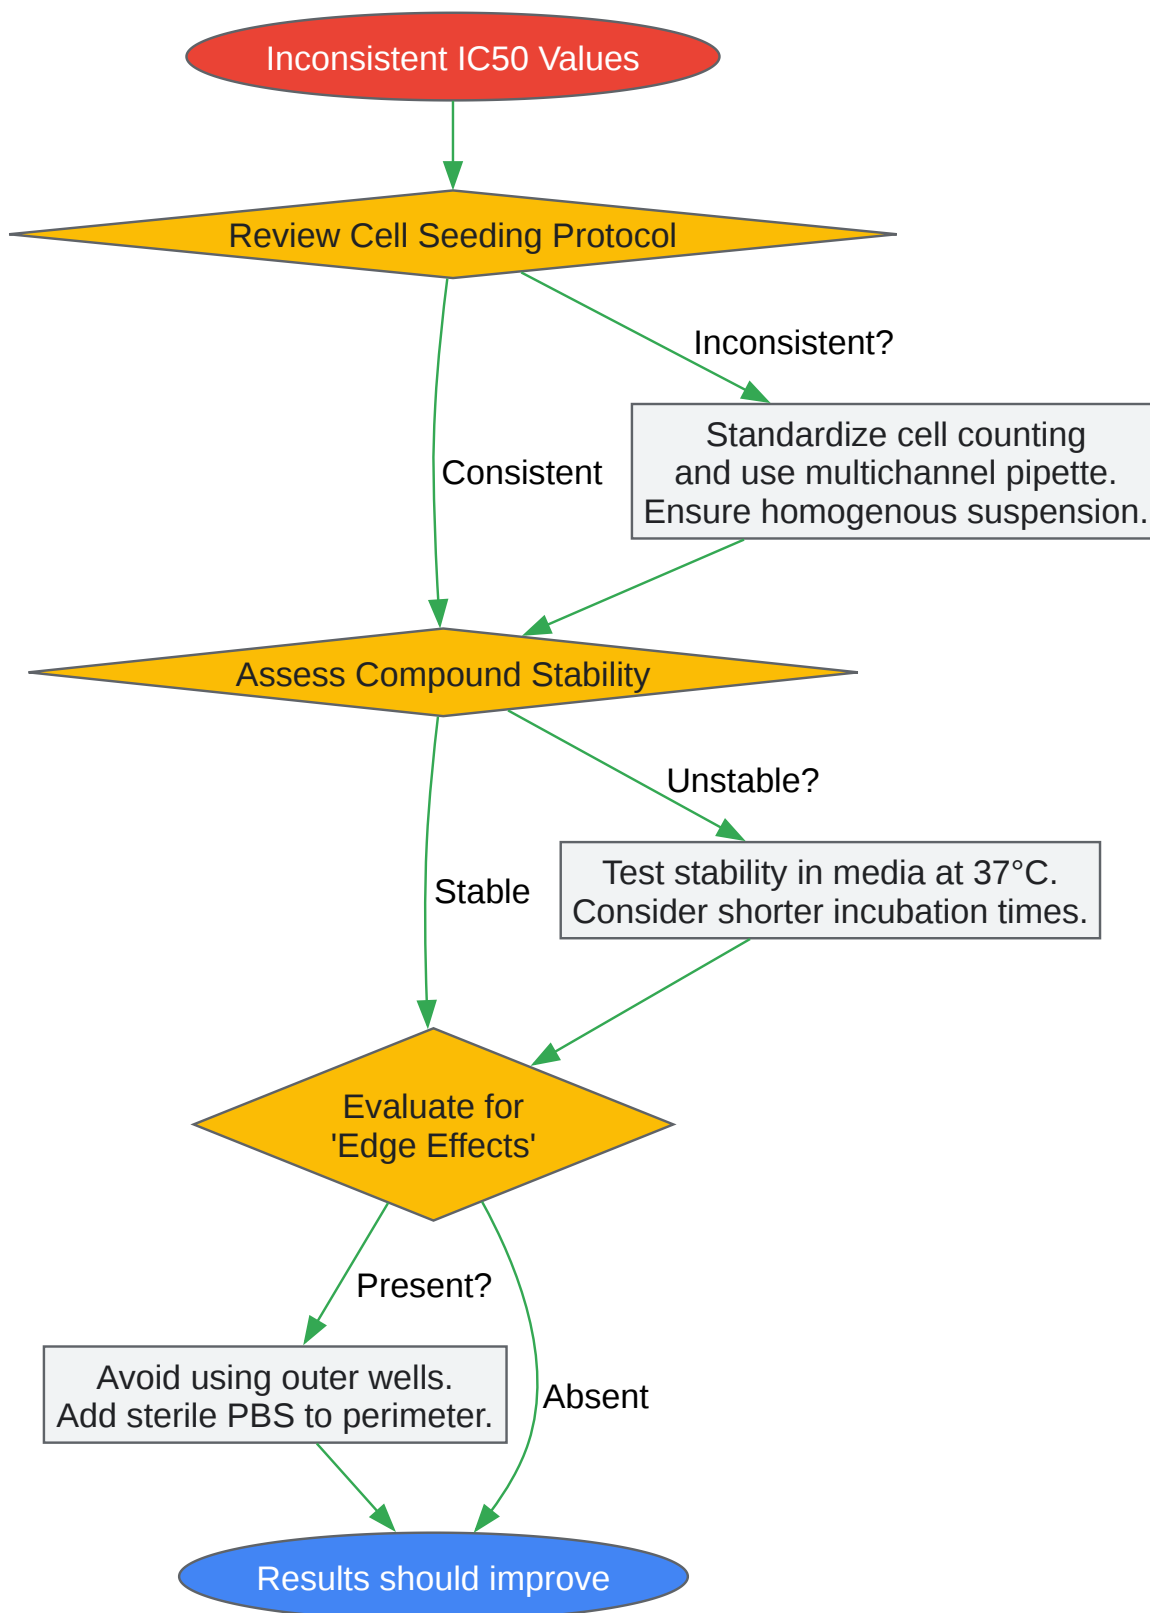 Inconsistent IC50 Values
Review Cell Seeding Protocol
Inconsistent?
Standardize cell counting
and use multichannel pipette.
Ensure homogenous suspension.
Consistent
Assess Compound Stability
Unstable?
Test stability in media at 37°C.
Consider shorter incubation times.
Stable
Evaluate for
'Edge Effects'
Present?
Avoid using outer wells.
Add sterile PBS to perimeter.
Absent
Results should improve